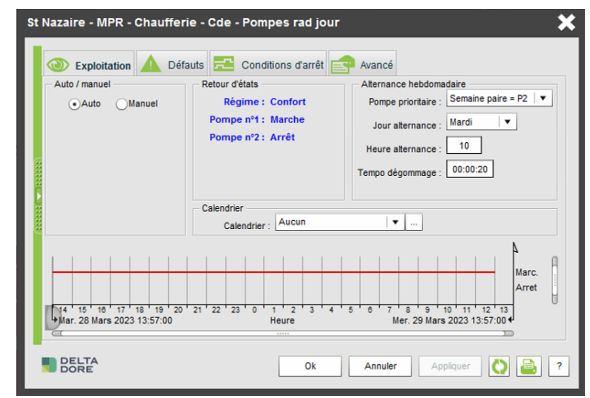 St Nazaire - MPR - Chaufferie - Cde - Pompes rad jour
Exploitation Défauts Conditions d'arrêt Avancé
Auto / manuel
Auto Manuel
Retour d'états
Régime : Confort
Pompe n°1 : Marche
Pompe n°2 : Arrêt
Alternance hebdomadaire
Pompe prioritaire : Semaine paire = P2
Jour alternance : Mardi
Heure alternance : 10
Tempo dégommage : 00:00:20
Calendrier
Calendrier : Aucun ...
Marc.
Arret
14 15 16 17 18 19 20 21 22 23 0 1 2 3 4 5 6 7 8 9 10 11 12 13
Mar. 28 Mars 2023 13:57:00 Heure Mer. 29 Mars 2023 13:57:00
DELTA
DORE
Ok Annuler Appliquer ?